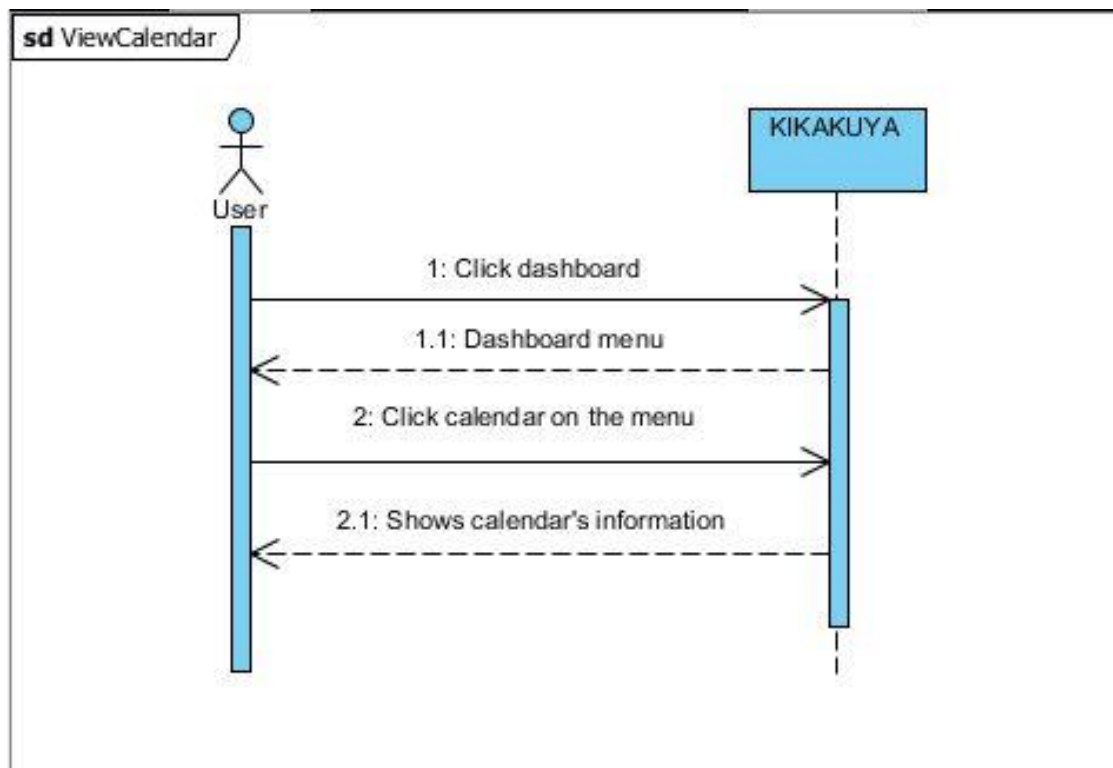 sd ViewCalendar
KIKAKUYA
User
1: Click dashboard
1.1: Dashboard menu
2: Click calendar on the menu
2.1: Shows calendar's information